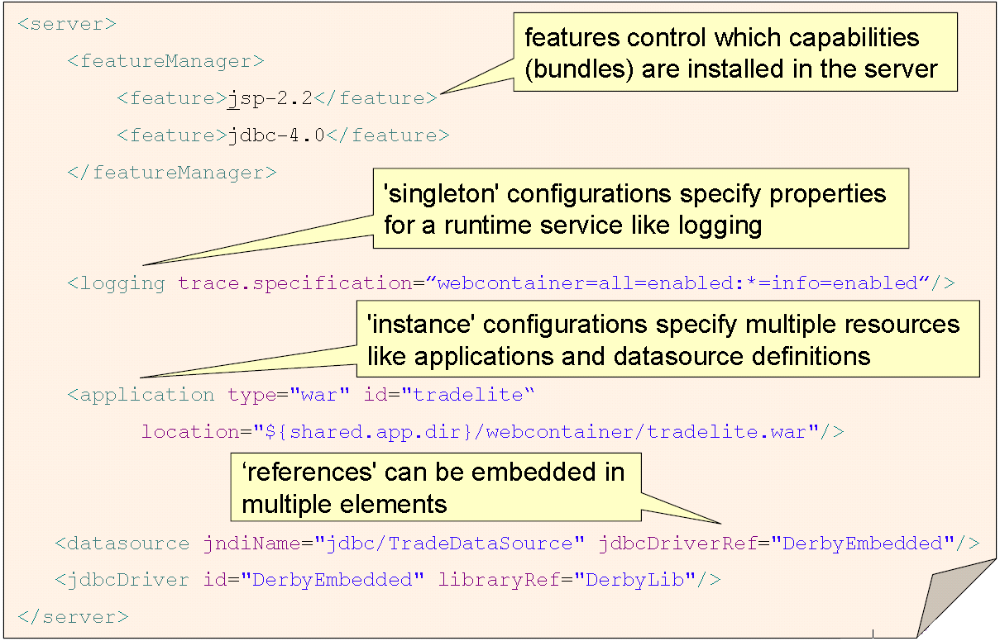 <server>
features control which capabilities
(bundles) are installed in the server
<featureManager>
<feature>jsp-2.2</feature>
<feature>jdbc-4.0</feature>
</featureManager>
'singleton' configurations specify properties
for a runtime service like logging
<logging trace.specification=”webcontainer=all=enabled:*=info=enabled”/>
'instance' configurations specify multiple resources
like applications and datasource definitions
<application type="war" id="tradelite“
location="${shared.app.dir}/webcontainer/tradelite.war"/>
‘references' can be embedded in
multiple elements
<datasource jndiName="jdbc/TradeDataSource" jdbcDriverRef="DerbyEmbedded"/>
<jdbcDriver id="DerbyEmbedded" libraryRef="DerbyLib"/>
</server>